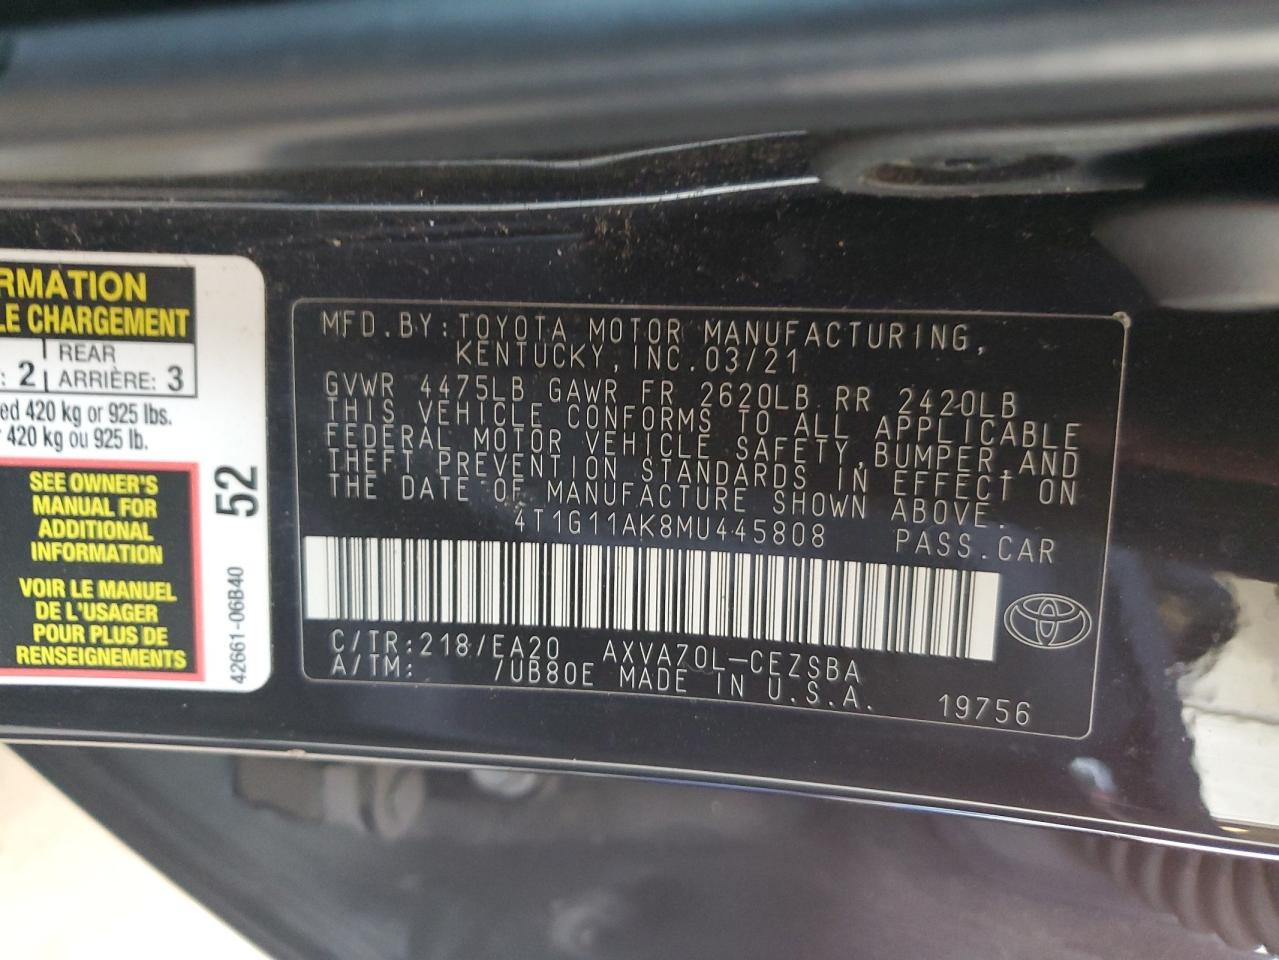 RMATION
LE CHARGEMENT
: 2 REAR
ARRIÈRE: 3
ed 420 kg or 925 lbs.
420 kg ou 925 lb.
SEE OWNER'S
MANUAL FOR
ADDITIONAL
INFORMATION
VOIR LE MANUEL
DE L'USAGER
POUR PLUS DE
RENSEIGNEMENTS
52
42661-06B40
MFD.BY:TOYOTA MOTOR MANUFACTURING,
KENTUCKY,INC.03/21
GVWR 4475LB GAWR FR 2620LB RR 2420LB
THIS VEHICLE CONFORMS TO ALL APPLICABLE
FEDERAL MOTOR VEHICLE SAFETY,BUMPER,AND
THEFT PREVENTION STANDARDS IN EFFECT ON
THE DATE OF MANUFACTURE SHOWN ABOVE.
4T1G11AK8MU445808 PASS.CAR
C/TR:218/EA20 AXVA70L-CEZSBA
A/TM: /UB80E MADE IN U.S.A.
19756